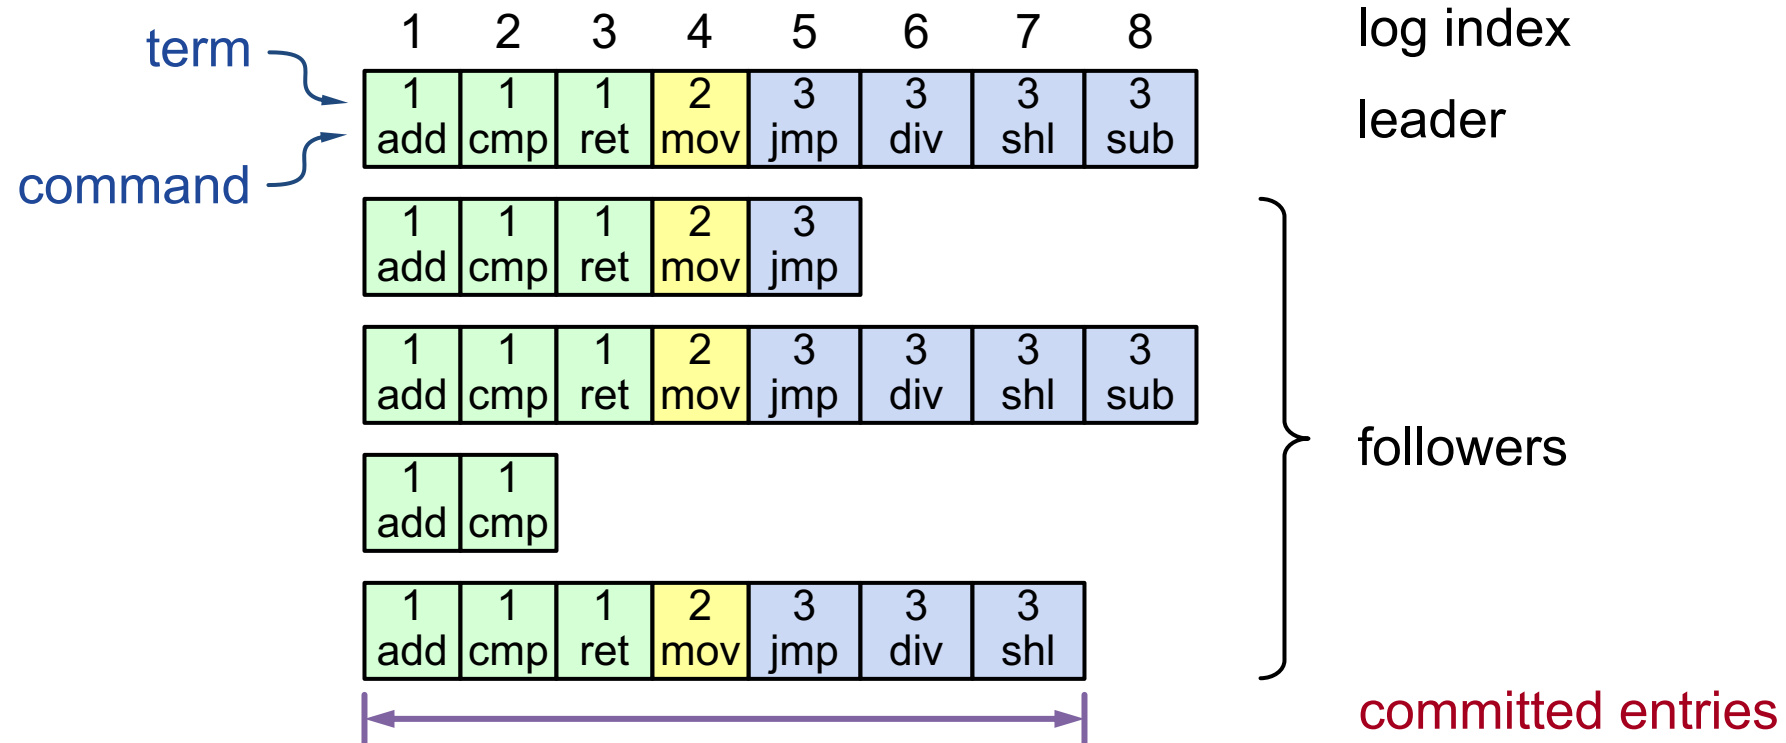 1 2 3 4 5 6 7 8 log index
term
1 1 1 2 3 3 3 3
add cmp ret mov jmp div shl sub
leader
command
1 1 1 2 3
add cmp ret mov jmp
1 1 1 2 3 3 3 3
add cmp ret mov jmp div shl sub
followers
1 1
add cmp
1 1 1 2 3 3 3
add cmp ret mov jmp div shl
committed entries